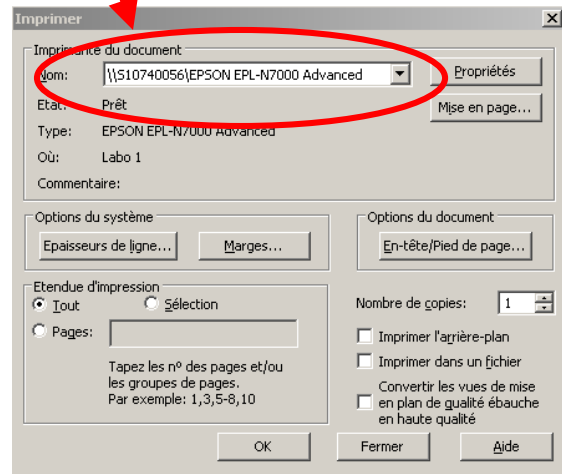 Imprimer
Imprimante du document
Nom: \\S10740056\EPSON EPL-N7000 Advanced
Propriétés
Etat: Prêt
Mise en page...
Type: EPSON EPL-N7000 Advanced
Où: Labo 1
Commentaire:
Options du système
Options du document
Epaisseurs de ligne...
Marges...
En-tête/Pied de page...
Etendue d'impression
Tout
Sélection
Nombre de copies: 1
Pages:
Imprimer l'arrière-plan
Imprimer dans un fichier
Tapez les nº des pages et/ou
les groupes de pages.
Par exemple: 1,3,5-8,10
Convertir les vues de mise
en plan de qualité ébauche
en haute qualité
OK
Fermer
Aide